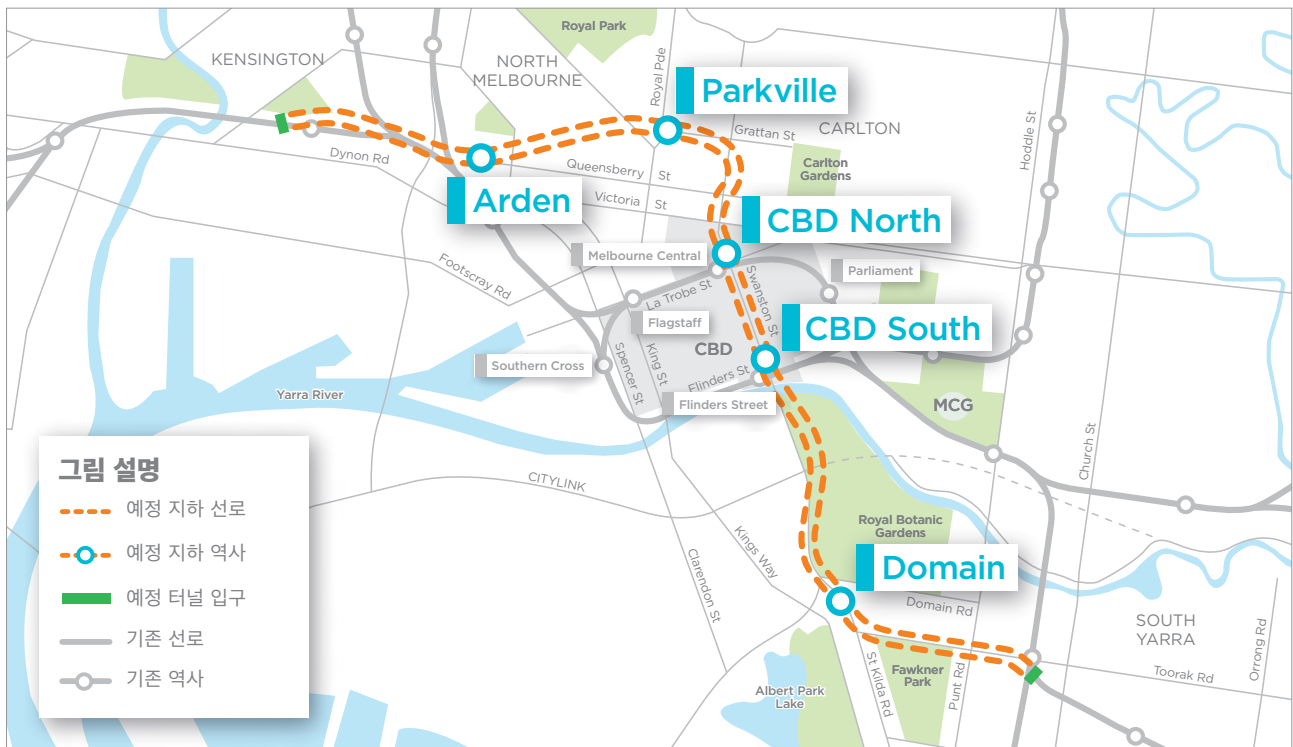 Royal Park
KENSINGTON
NORTH
MELBOURNE
Royal Pde
Parkville
Hoddle St
Grattan St
CARLTON
Dynon Rd
Queensberry St
Carlton
Gardens
Arden
Victoria St
CBD North
Melbourne Central
Footscray Rd
Parliament
La Trobe St
Swanston St
Flagstaff
CBD South
CBD
Southern Cross
Spencer St
King St
Flinders St
Yarra River
Flinders Street
MCG
Church St
그림 설명
예정 지하 선로
예정 지하 역사
예정 터널 입구
기존 선로
기존 역사
CITYLINK
Royal Botanic
Gardens
Kings Way
Clarendon St
Domain
Domain Rd
SOUTH
YARRA
Orrong Rd
Toorak Rd
Fawkner
Park
Punt Rd
St Kilda Rd
Albert Park
Lake